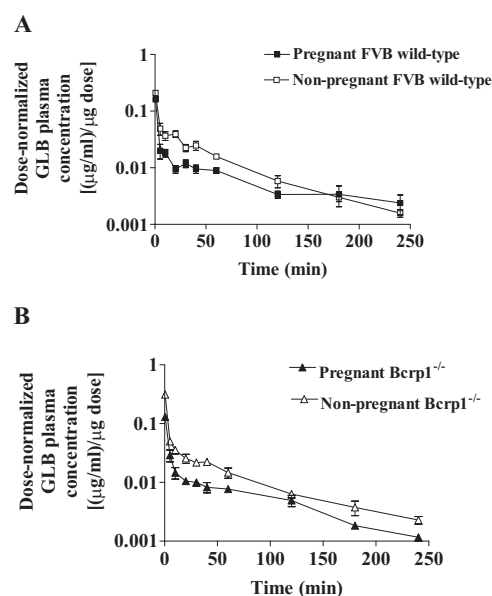 A
Pregnant FVB wild-type
Non-pregnant FVB wild-type
Dose-normalized
GLB plasma
concentration
[(µg/ml)/µg dose]
1
0.1
0.01
0.001
0 50 100 150 200 250
Time (min)
B
Pregnant Bcrp1-/-
Non-pregnant Bcrp1-/-
Dose-normalized
GLB plasma
concentration
[(µg/ml)/µg dose]
1
0.1
0.01
0.001
0 50 100 150 200 250
Time (min)